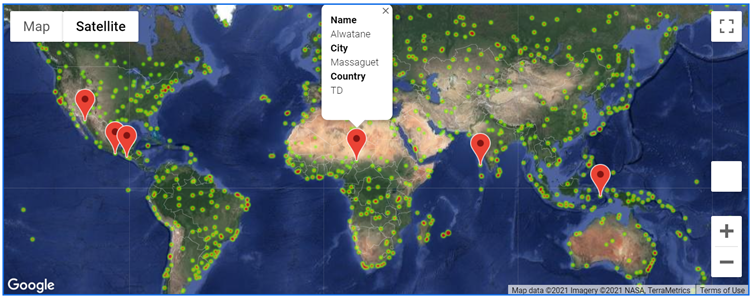 Map
Satellite
×
Name
Alwatane
City
Massaguet
Country
TD
+
−
Google
Map data ©2021 Imagery ©2021 NASA, TerraMetrics
Terms of Use